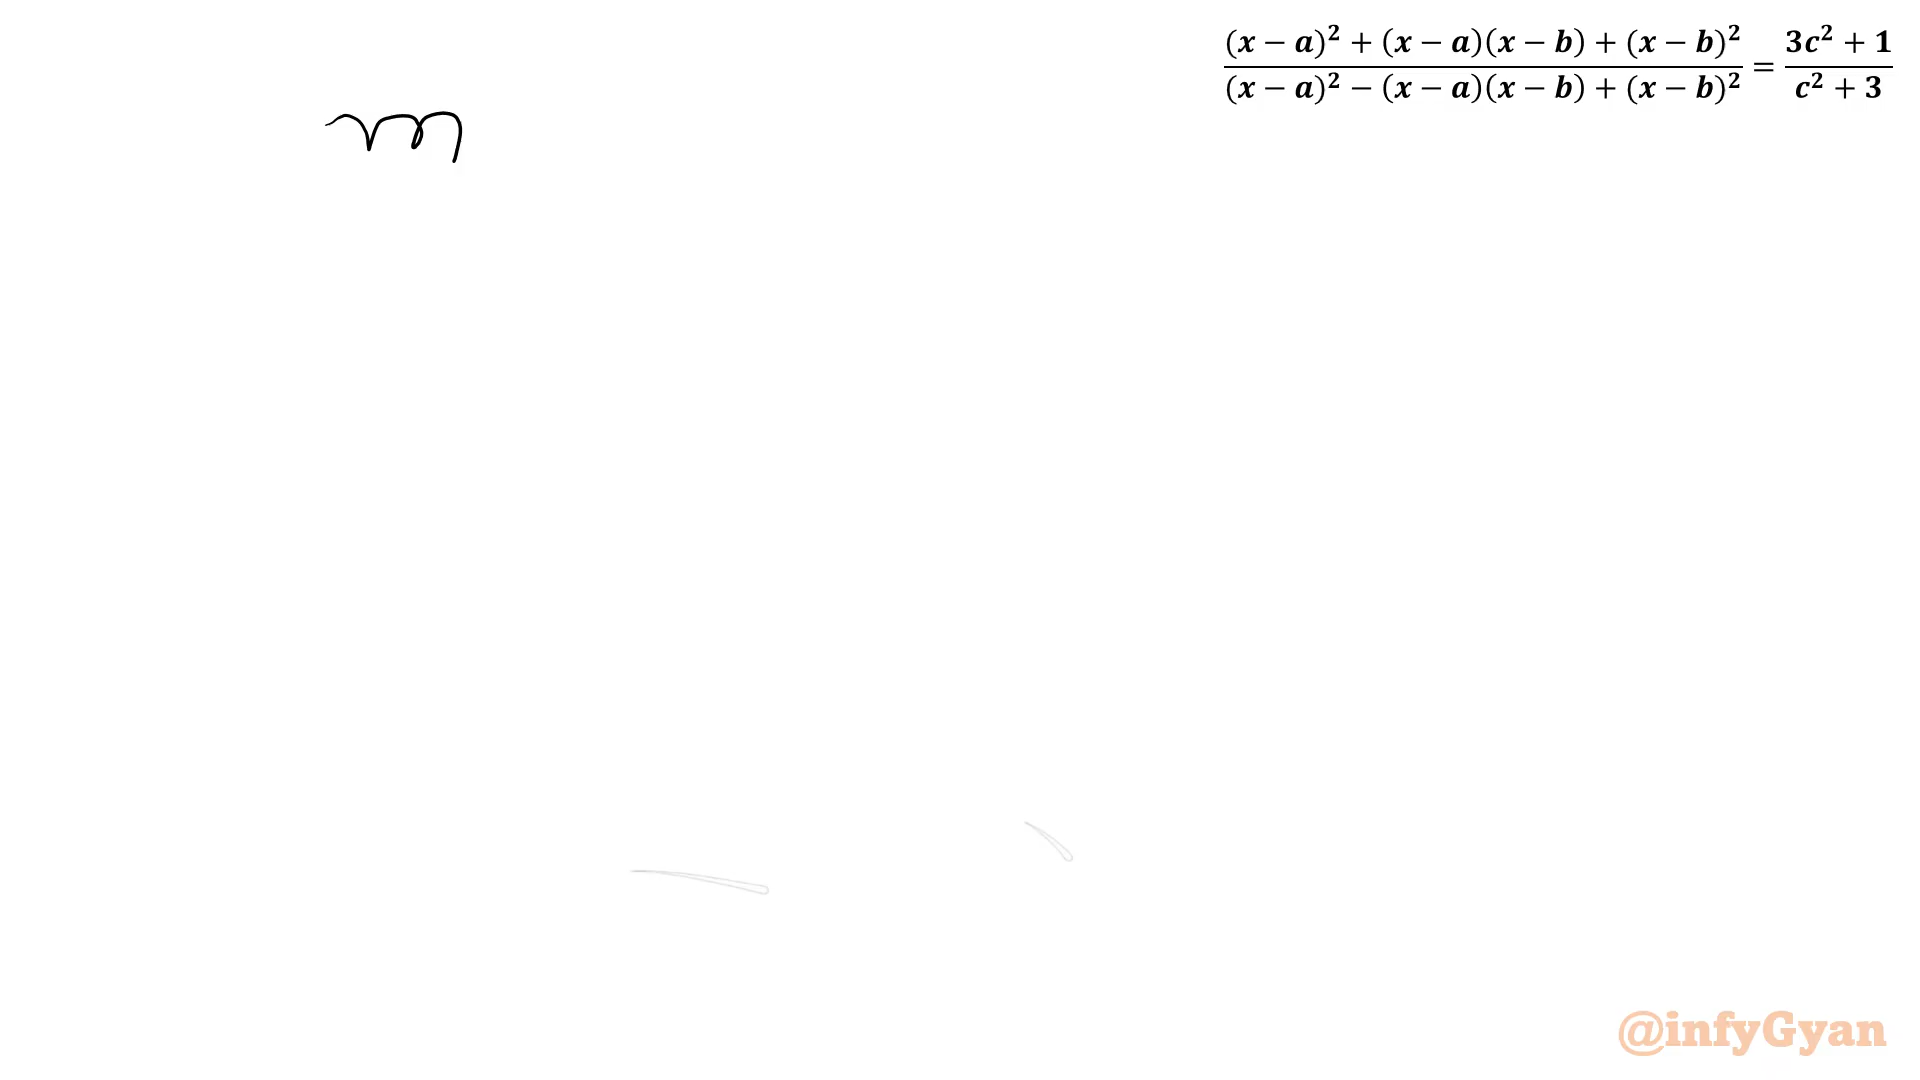 (x − a)² + (x − a)(x − b) + (x − b)² / (x − a)² − (x − a)(x − b) + (x − b)² = 3c² + 1 / c² + 3
m
@infyGyan